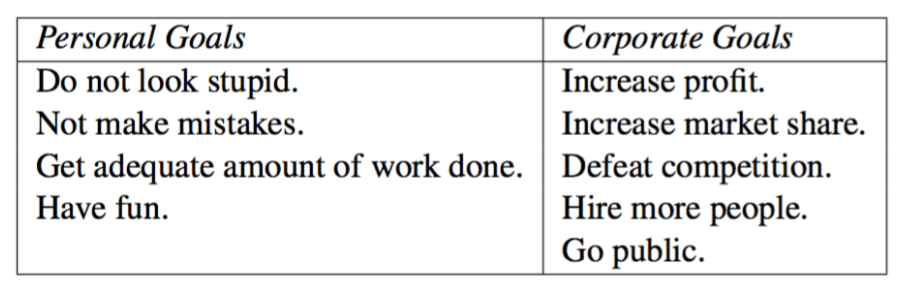 Personal Goals Corporate Goals
Do not look stupid. Increase profit.
Not make mistakes. Increase market share.
Get adequate amount of work done. Defeat competition.
Have fun. Hire more people.
Go public.